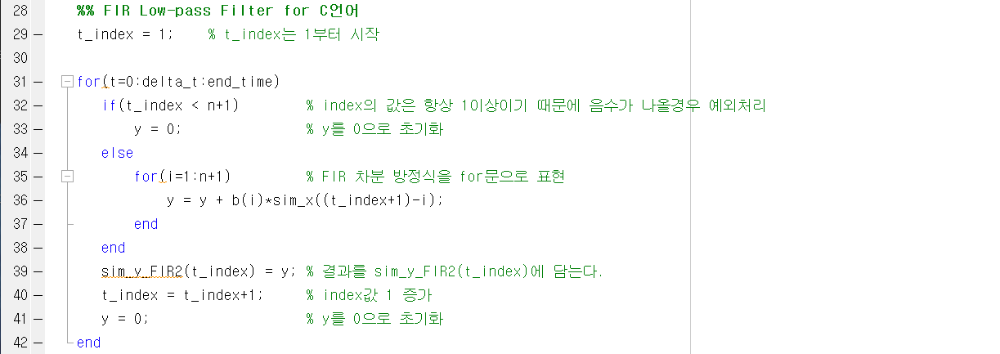 28 %% FIR Low-pass Filter for C언어
29 — t_index = 1; % t_index는 1부터 시작
30
31 — for(t=0:delta_t:end_time)
32 — if(t_index < n+1) % index의 값은 항상 1이상이기 때문에 음수가 나올경우 예외처리
33 — y = 0; % y를 0으로 초기화
34 — else
35 — for(i=1:n+1) % FIR 차분 방정식을 for문으로 표현
36 — y = y + b(i)*sim_x((t_index+1)-i);
37 — end
38 — end
39 — sim_y_FIR2(t_index) = y; % 결과를 sim_y_FIR2(t_index)에 담는다.
40 — t_index = t_index+1; % index값 1 증가
41 — y = 0; % y를 0으로 초기화
42 — end